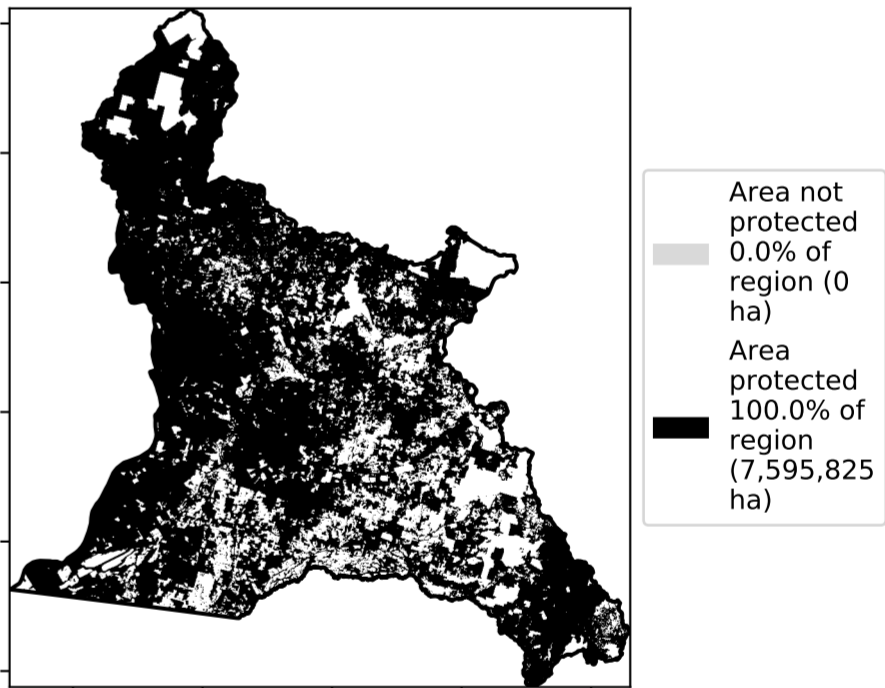 Area not
protected
0.0% of
region (0
ha)
Area
protected
100.0% of
region
(7,595,825
ha)